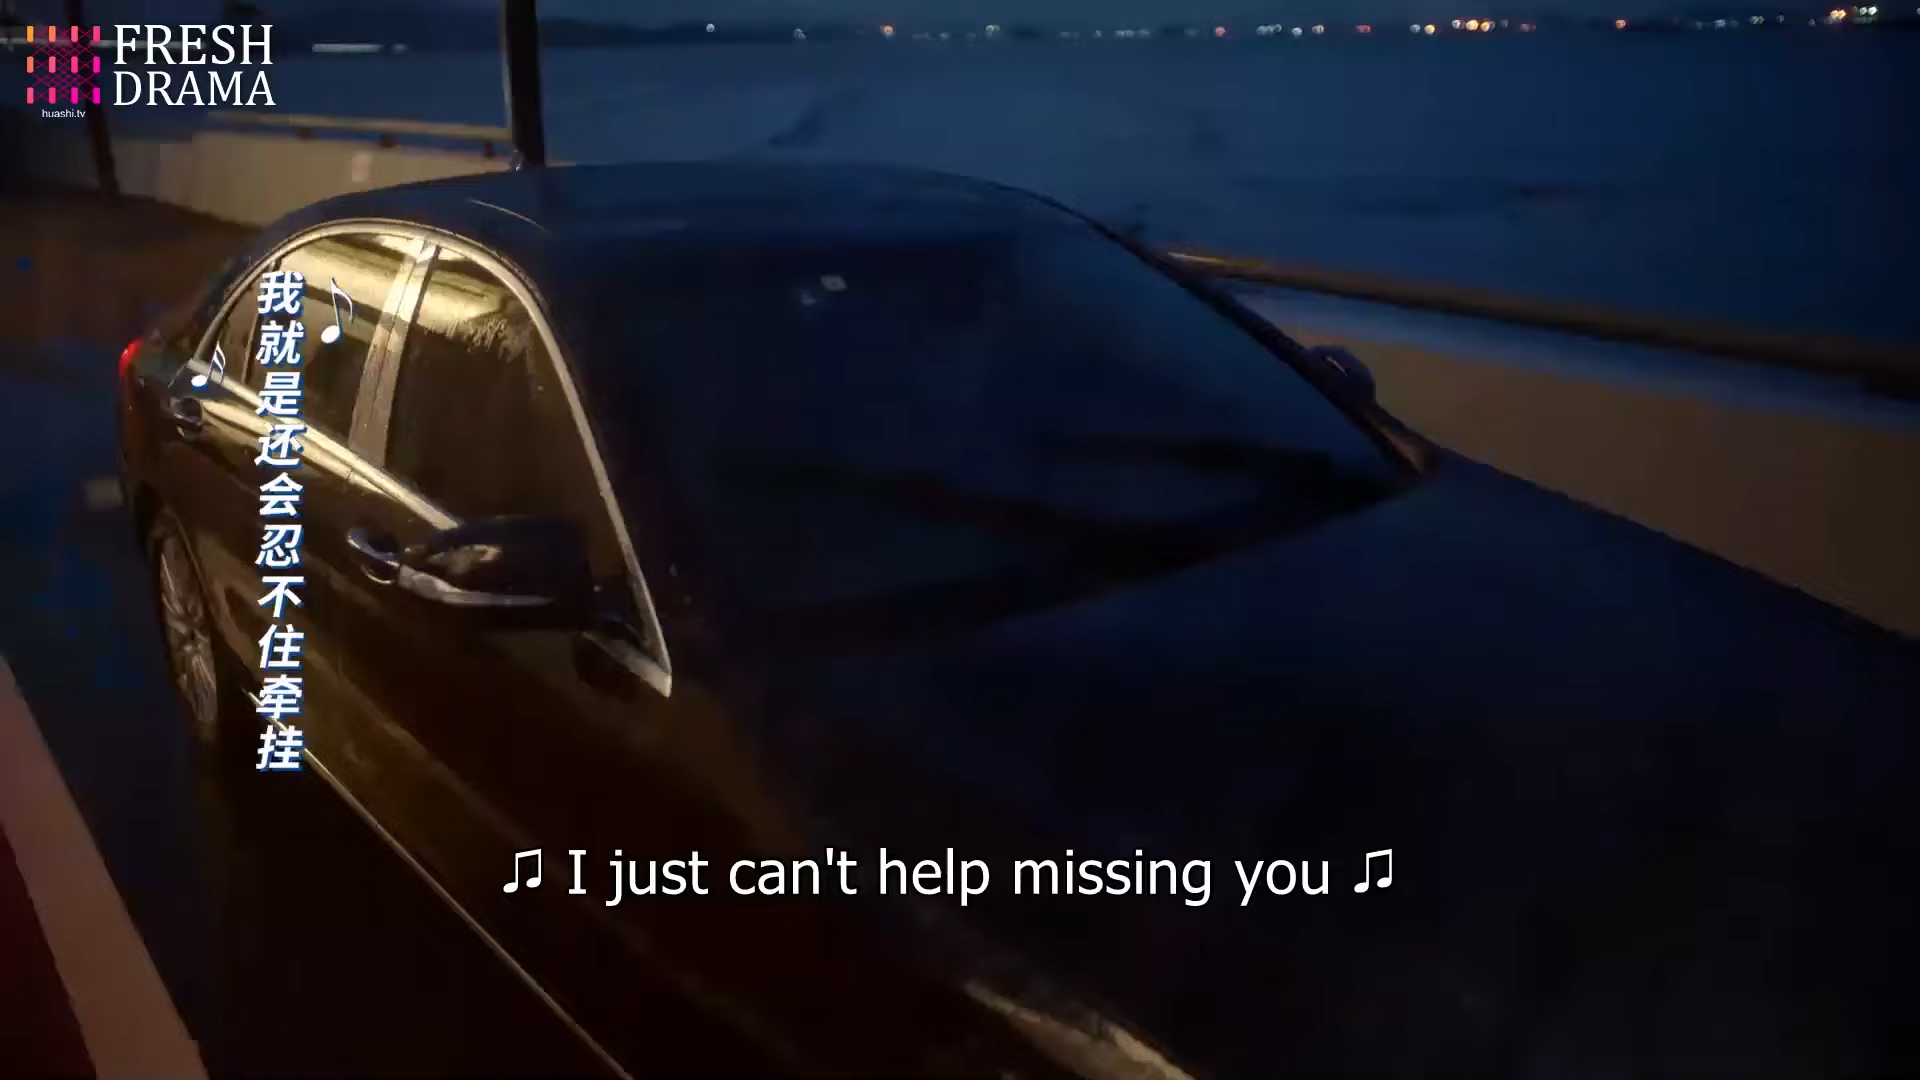 FRESH
DRAMA
huashi.tv
我就是还会忍不住牵挂
♫ I just can't help missing you ♫